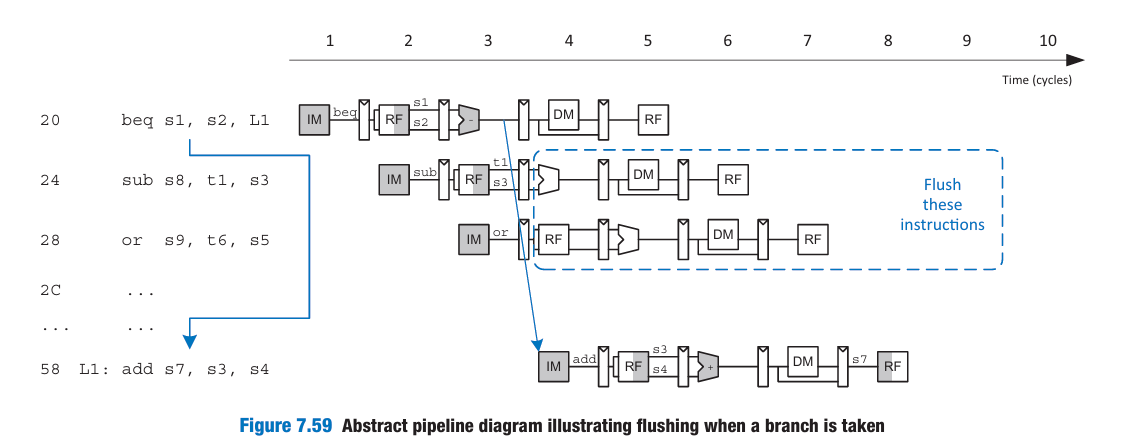 1 2 3 4 5 6 7 8 9 10
Time (cycles)
20 beq s1, s2, L1 IM beq RF s1 s2 - DM RF
24 sub s8, t1, s3 IM sub RF t1 s3 DM RF
28 or s9, t6, s5 IM or RF DM RF
Flush
these
instructions
2C ...
... ...
58 L1: add s7, s3, s4 IM add RF s3 s4 + DM s7 RF
Figure 7.59 Abstract pipeline diagram illustrating flushing when a branch is taken